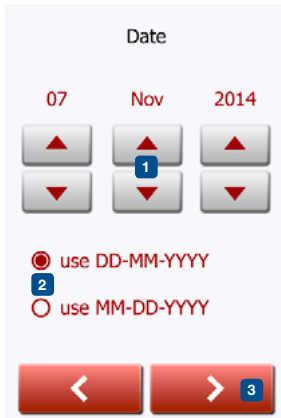 Date
07 Nov 2014
1
use DD-MM-YYYY
2
use MM-DD-YYYY
3